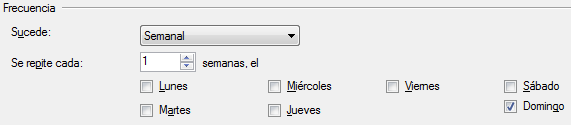 Frecuencia
Sucede: Semanal
Se repite cada: 1 semanas, el
Lunes Miércoles Viernes Sábado
Martes Jueves Domingo